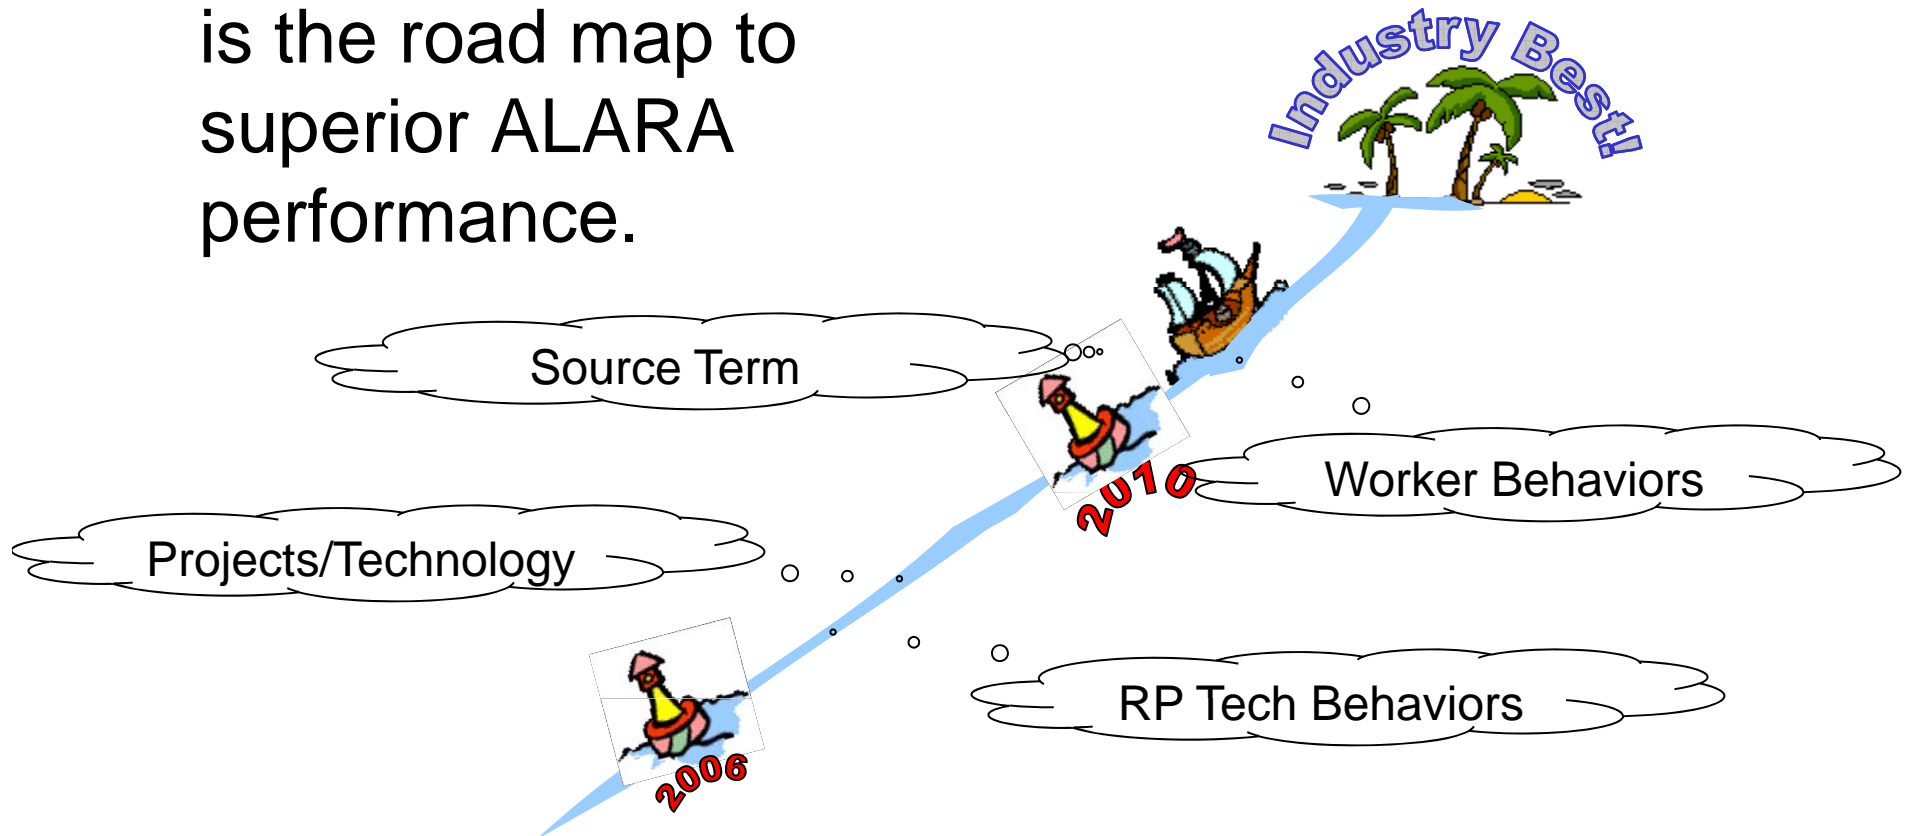 is the road map to
superior ALARA
performance.
Industry Best!
Source Term
2010
Worker Behaviors
Projects/Technology
RP Tech Behaviors
2006